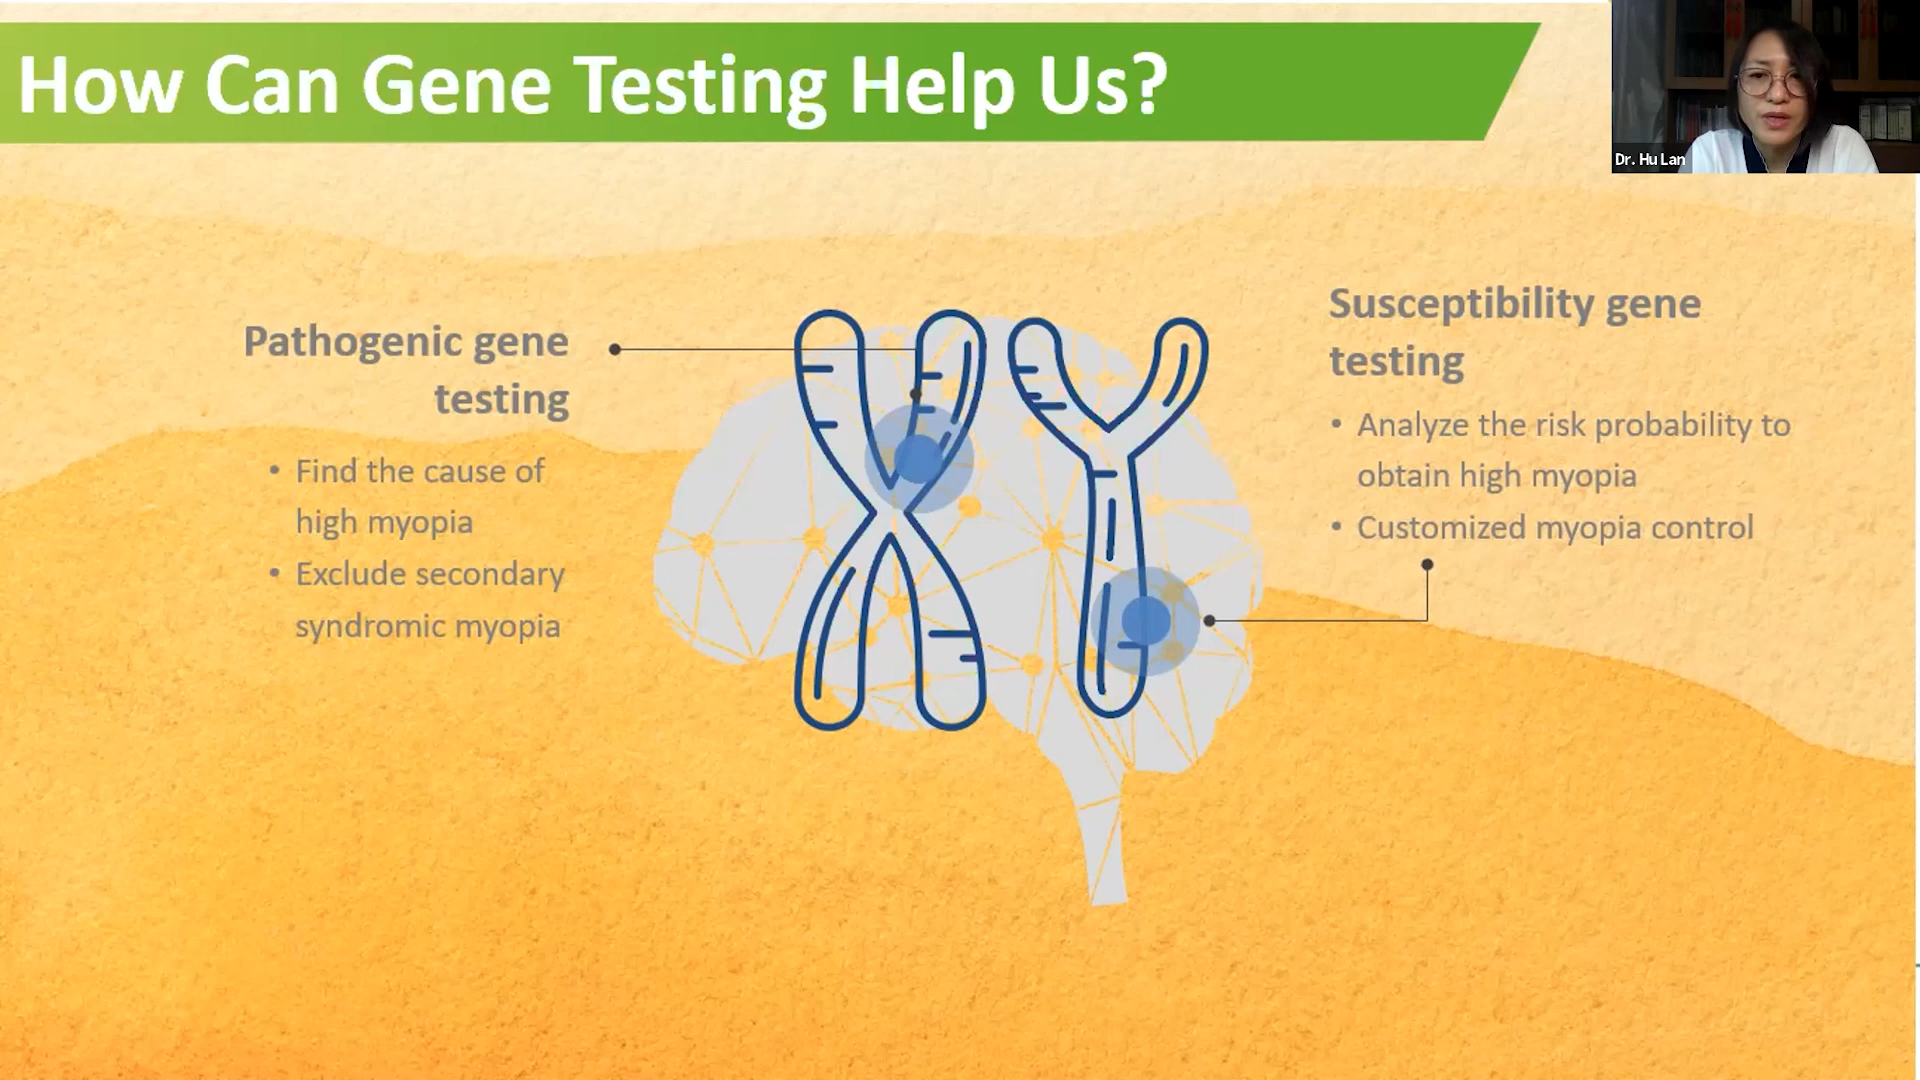 How Can Gene Testing Help Us?
Dr. Hu Lan
Pathogenic gene
testing
• Find the cause of
high myopia
• Exclude secondary
syndromic myopia
Susceptibility gene
testing
• Analyze the risk probability to
obtain high myopia
• Customized myopia control